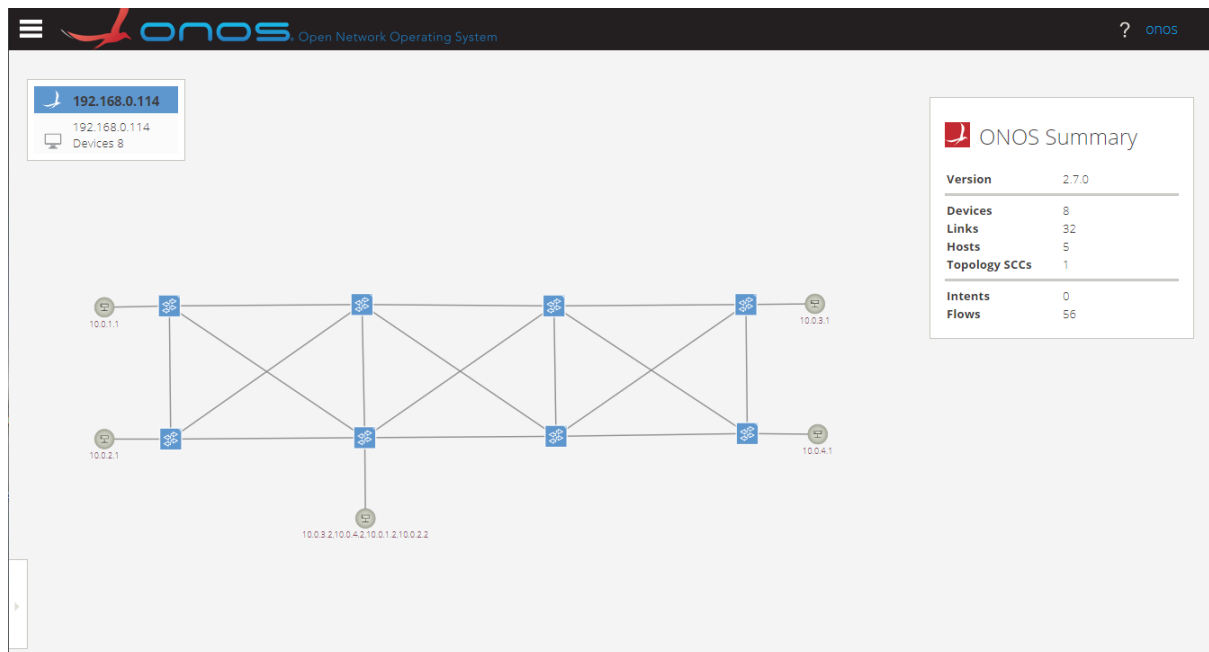 onos. Open Network Operating System
? onos
192.168.0.114
192.168.0.114
Devices 8
ONOS Summary
Version 2.7.0
Devices 8
Links 32
Hosts 5
Topology SCCs 1
Intents 0
Flows 56
10.0.1.1
10.0.3.1
10.0.2.1
10.0.4.1
10.0.3.2,10.0.4.2,10.0.1.2,10.0.2.2